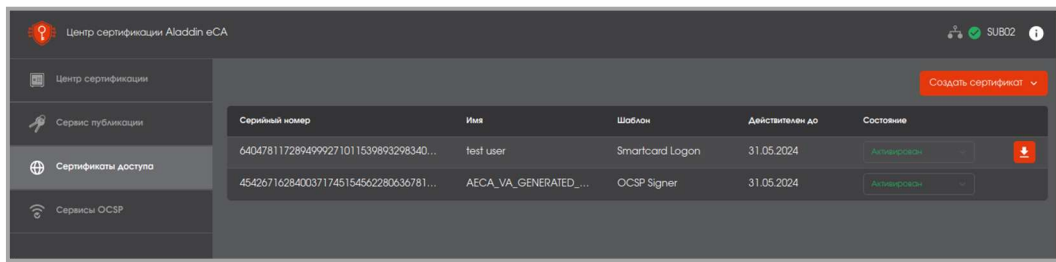 Центр сертификации Aladdin eCA
SUB02
Центр сертификации
Создать сертификат
Сервис публикации
Серийный номер Имя Шаблон Действителен до Состояние
6404781172894999271011539893298340... test user Smartcard Logon 31.05.2024 Активирован
Сертификаты доступа
4542671628400371745154562280636781... AECA_VA_GENERATED_... OCSP Signer 31.05.2024 Активирован
Сервисы OCSP